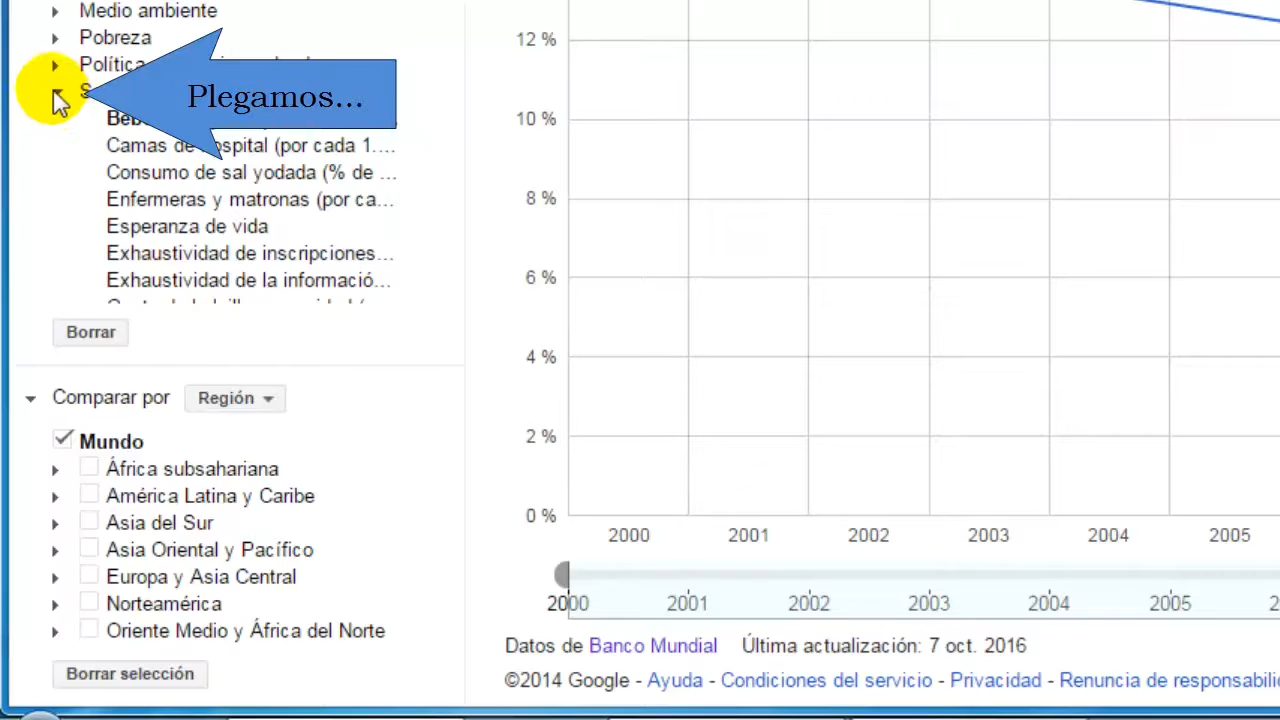 Medio ambiente
Pobreza
Plegamos...
Camas de hospital (por cada 1....
Consumo de sal yodada (% de ...
Enfermeras y matronas (por ca...
Esperanza de vida
Exhaustividad de inscripciones...
Exhaustividad de la informació...
Borrar
Comparar por Región
Mundo
África subsahariana
América Latina y Caribe
Asia del Sur
Asia Oriental y Pacífico
Europa y Asia Central
Norteamérica
Oriente Medio y África del Norte
Borrar selección
12 %
10 %
8 %
6 %
4 %
2 %
0 %
2000 2001 2002 2003 2004 2005
2000 2001 2002 2003 2004 2005
Datos de Banco Mundial Última actualización: 7 oct. 2016
©2014 Google - Ayuda - Condiciones del servicio - Privacidad - Renuncia de